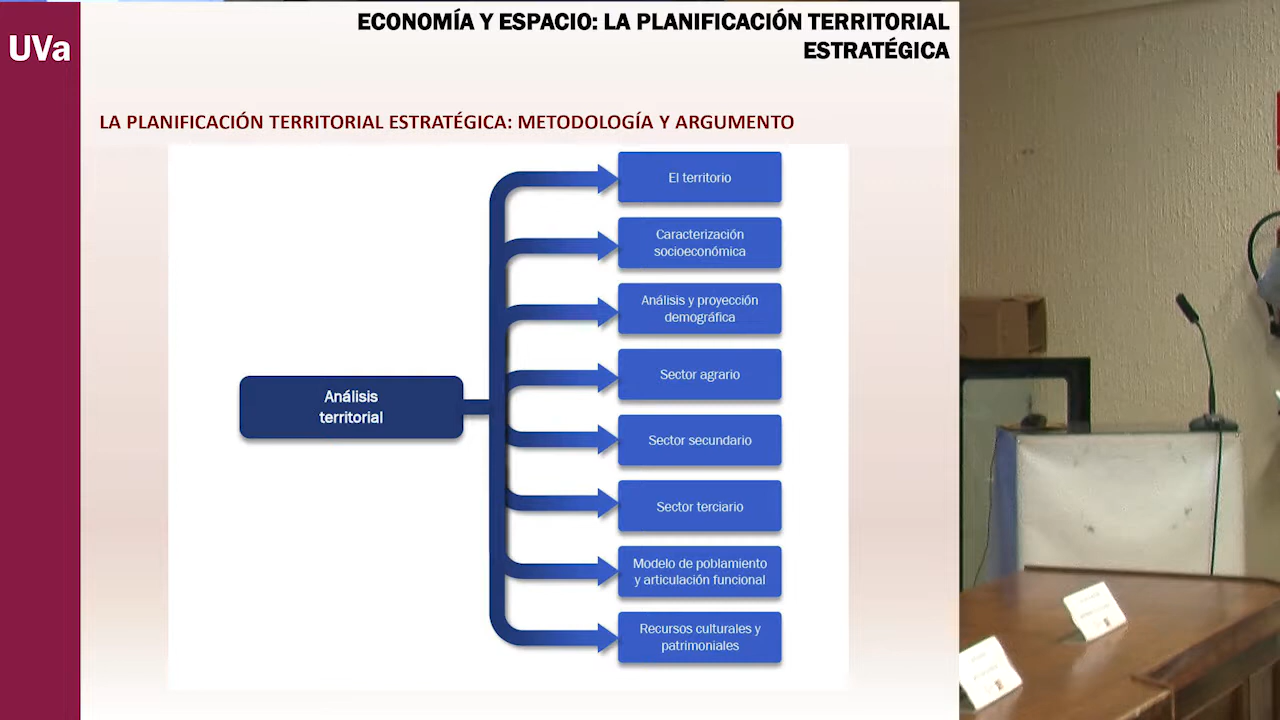 UVa
ECONOMÍA Y ESPACIO: LA PLANIFICACIÓN TERRITORIAL
ESTRATÉGICA
LA PLANIFICACIÓN TERRITORIAL ESTRATÉGICA: METODOLOGÍA Y ARGUMENTO
Análisis
territorial
El territorio
Caracterización
socioeconómica
Análisis y proyección
demográfica
Sector agrario
Sector secundario
Sector terciario
Modelo de poblamiento
y articulación funcional
Recursos culturales y
patrimoniales